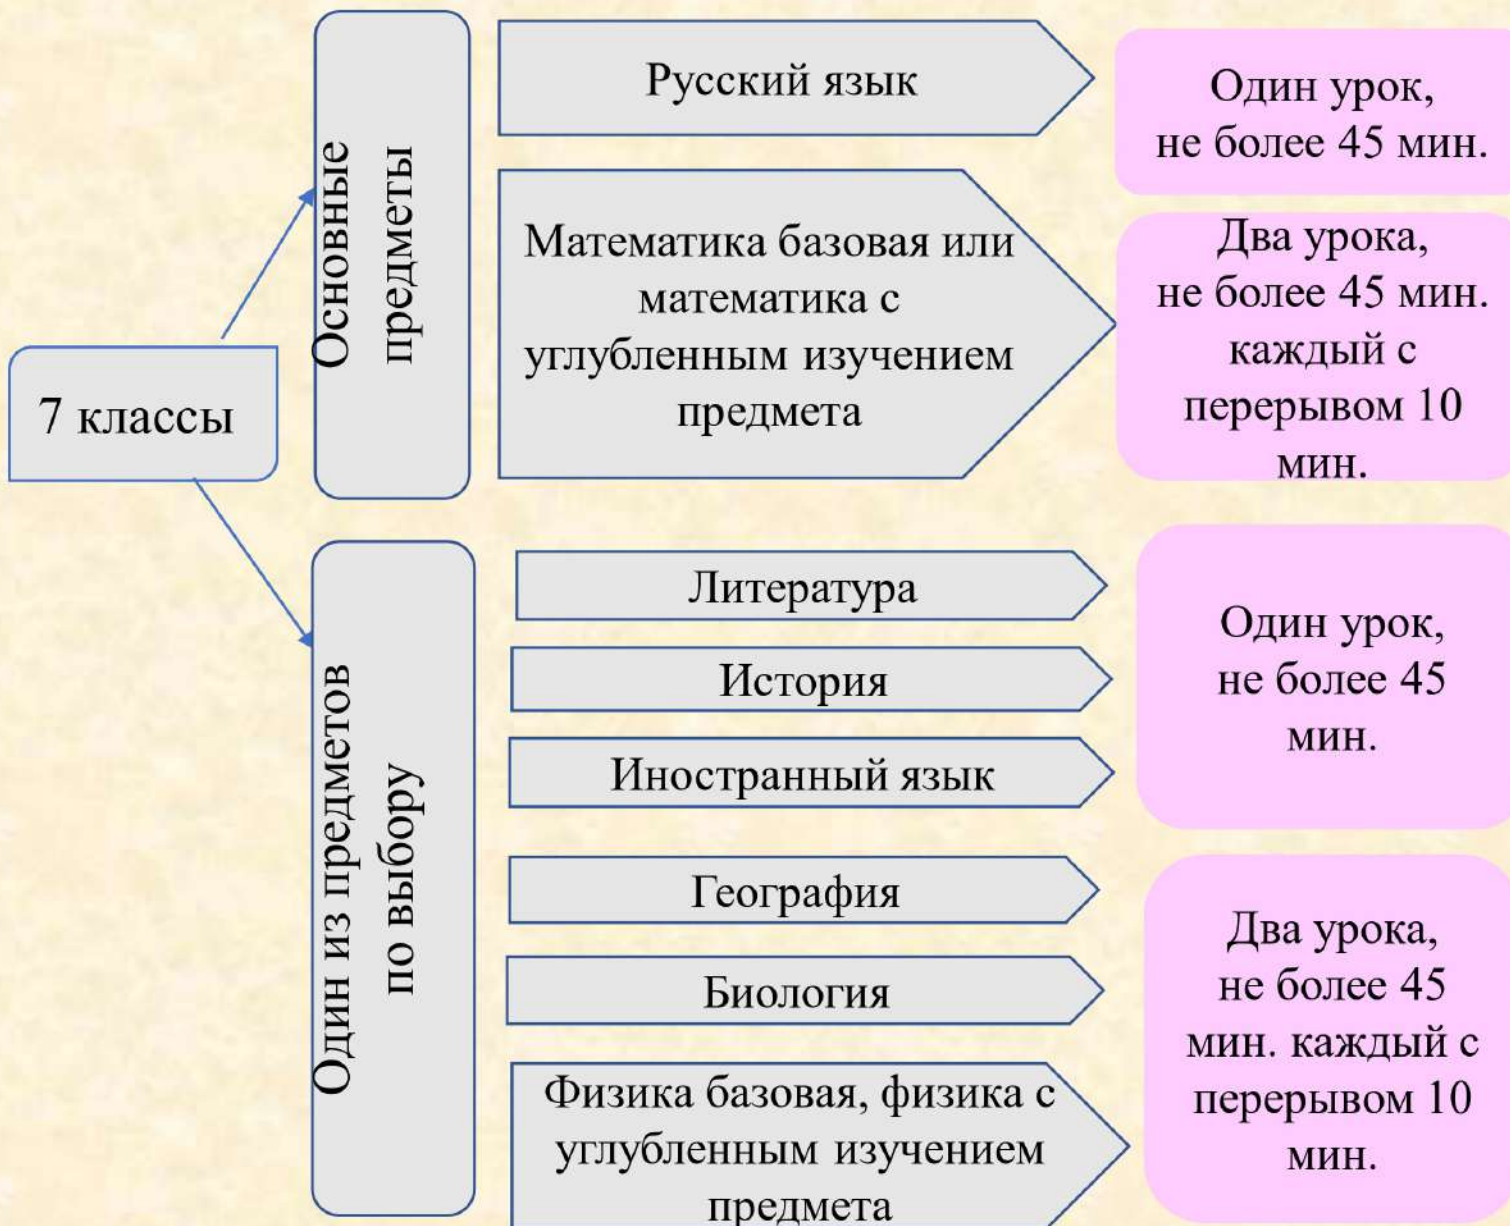 7 классы
Основные
предметы
Русский язык
Один урок,
не более 45 мин.
Математика базовая или
математика с
углубленным изучением
предмета
Два урока,
не более 45 мин.
каждый с
перерывом 10
мин.
Один из предметов
по выбору
Литература
История
Иностранный язык
Один урок,
не более 45
мин.
География
Биология
Физика базовая, физика с
углубленным изучением
предмета
Два урока,
не более 45
мин. каждый с
перерывом 10
мин.